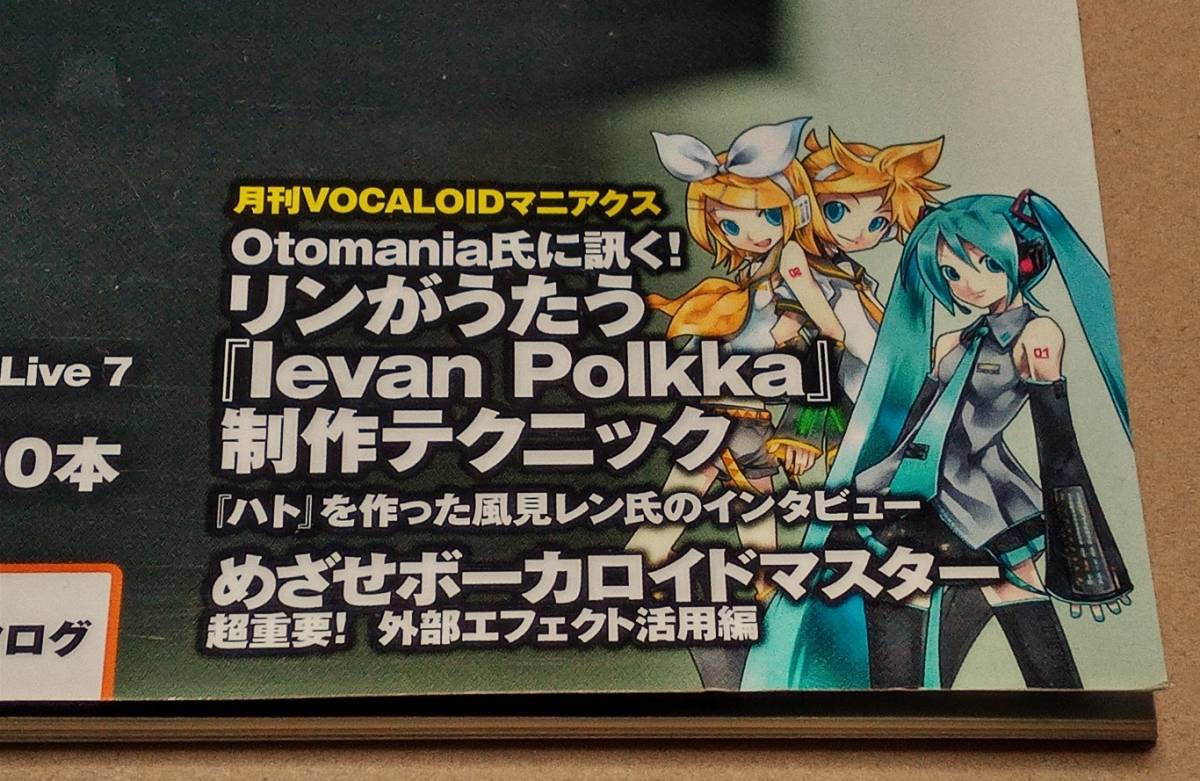 月刊VOCALOIDマニアクス
Otomania氏に訊く!
リンがうたう
『Ievan Polkka』
制作テクニック
『ハト』を作った風見レン氏のインタビュー
めざせボーカロイドマスター
超重要! 外部エフェクト活用編
Live 7
00本
ログ
02
01